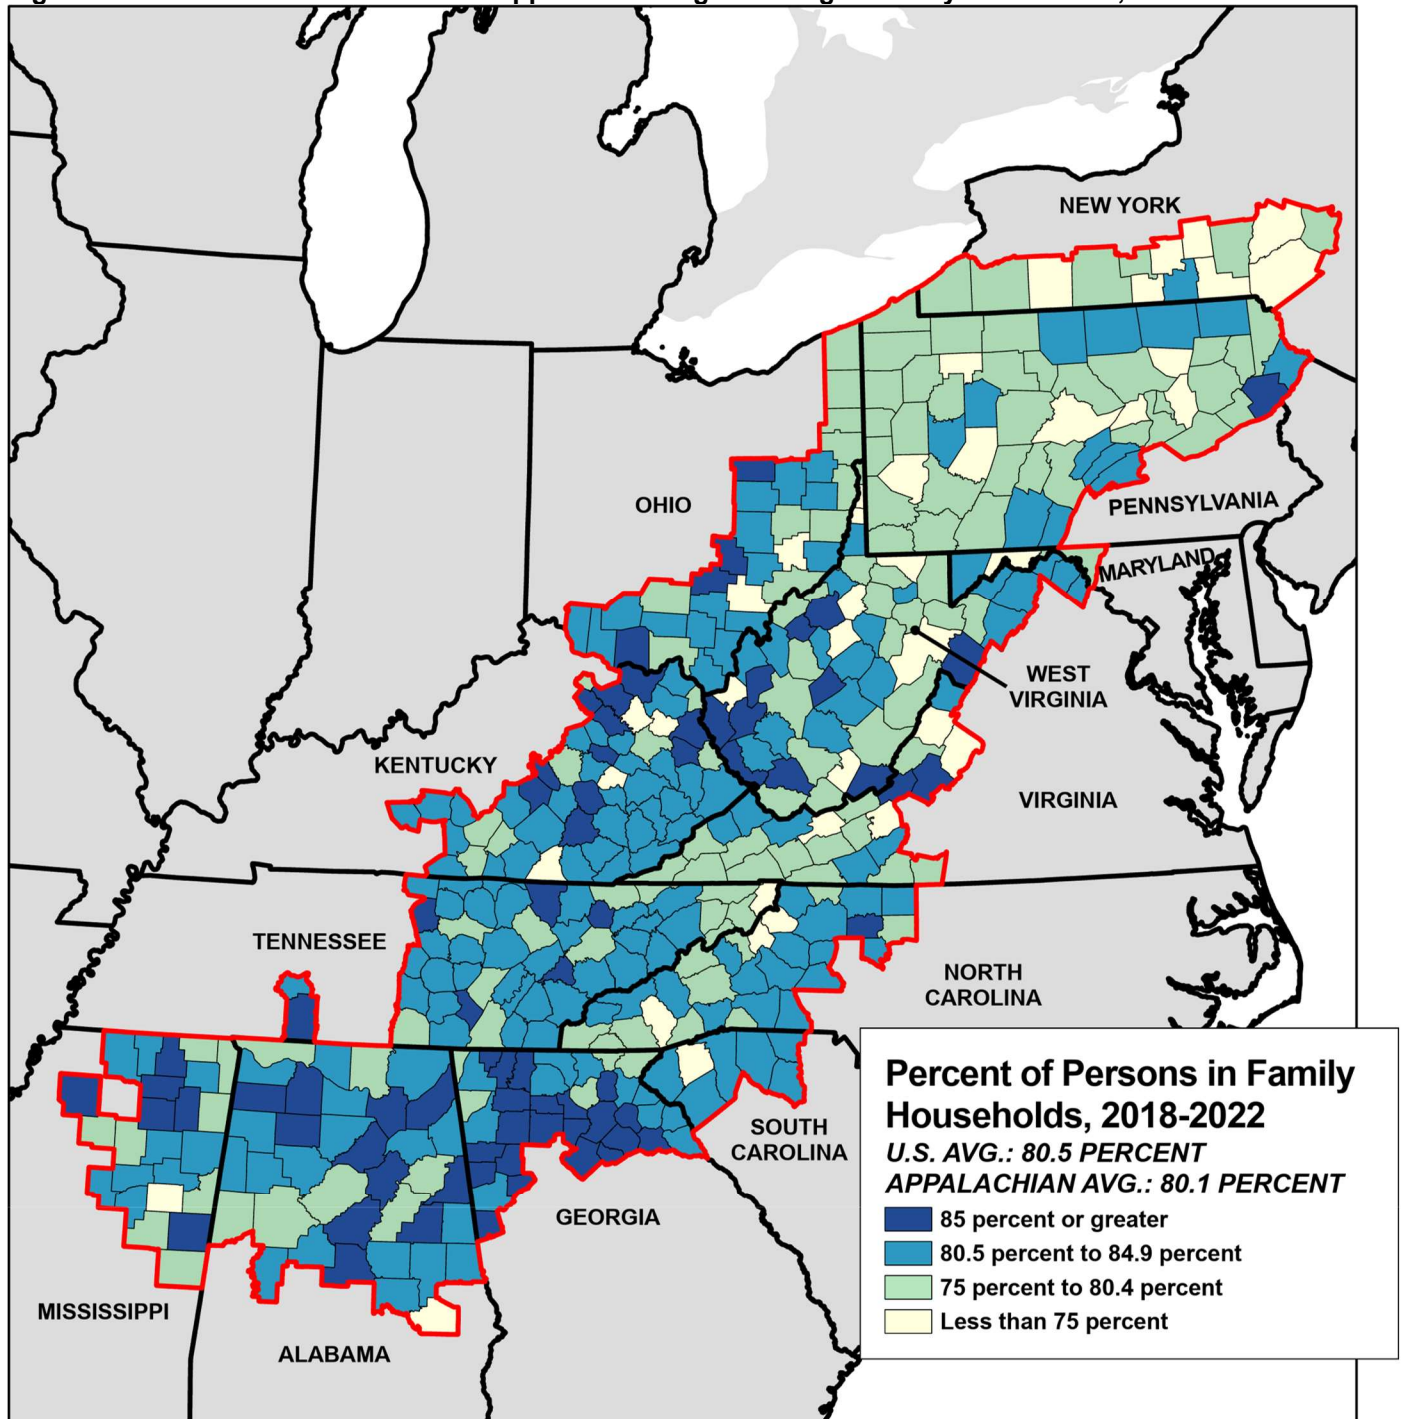 NEW YORK
OHIO
PENNSYLVANIA
MARYLAND
WEST
VIRGINIA
KENTUCKY
VIRGINIA
TENNESSEE
NORTH
CAROLINA
SOUTH
CAROLINA
GEORGIA
MISSISSIPPI
ALABAMA
Percent of Persons in Family
Households, 2018-2022
U.S. AVG.: 80.5 PERCENT
APPALACHIAN AVG.: 80.1 PERCENT
85 percent or greater
80.5 percent to 84.9 percent
75 percent to 80.4 percent
Less than 75 percent